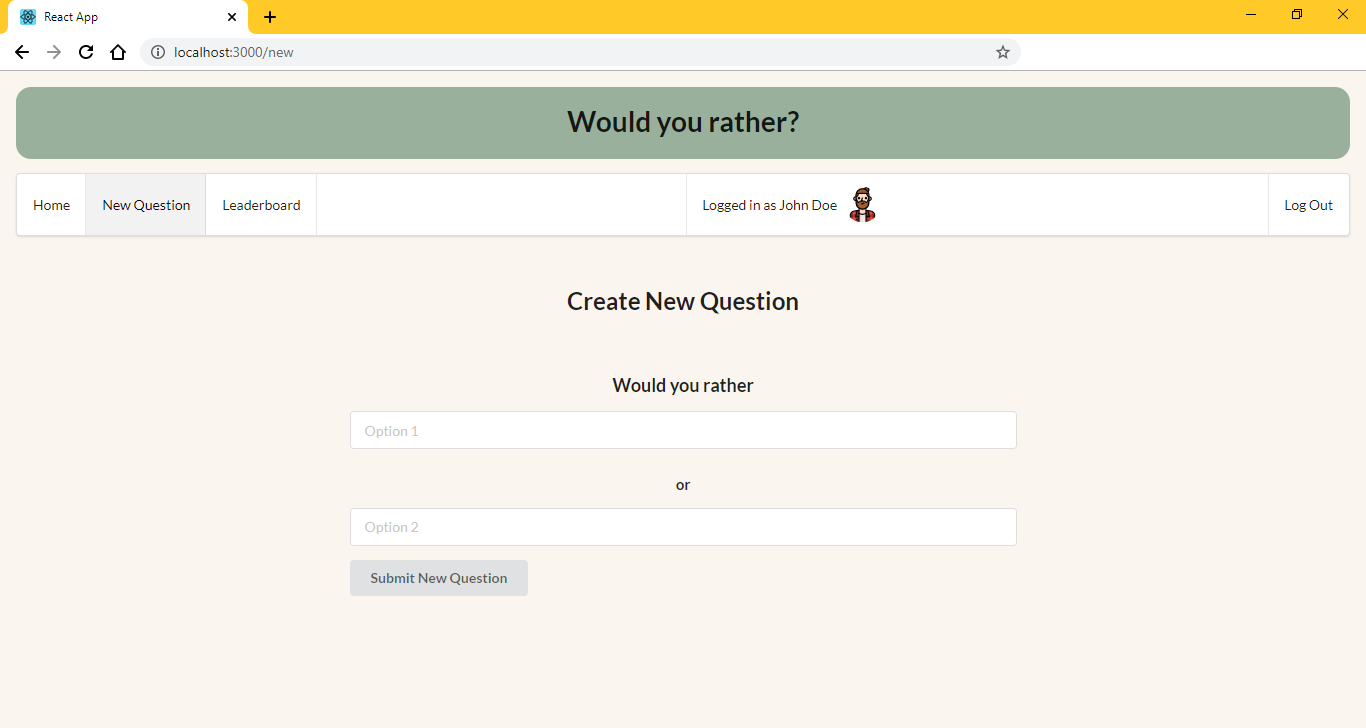 React App
localhost:3000/new
Would you rather?
Home New Question Leaderboard Logged in as John Doe Log Out
Create New Question
Would you rather
Option 1
or
Option 2
Submit New Question